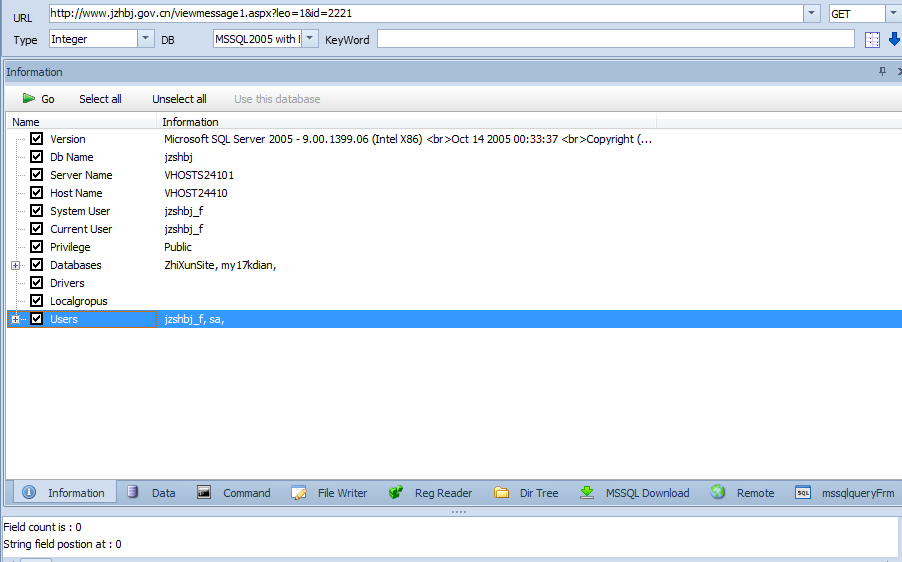 URL http://www.jzhbj.gov.cn/viewmessage1.aspx?leo=1&id=2221 GET
Type Integer DB MSSQL2005 with I KeyWord
Information
Go Select all Unselect all Use this database
Name Information
Version Microsoft SQL Server 2005 - 9.00.1399.06 (Intel X86) <br>Oct 14 2005 00:33:37 <br>Copyright (...
Db Name jzshbj
Server Name VHOSTS24101
Host Name VHOST24410
System User jzshbj_f
Current User jzshbj_f
Privilege Public
Databases ZhiXunSite, my17kdian,
Drivers
Localgropus
Users jzshbj_f, sa,
Information Data Command File Writer Reg Reader Dir Tree MSSQL Download Remote SQL mssqlqueryFrm
Field count is : 0
String field postion at : 0